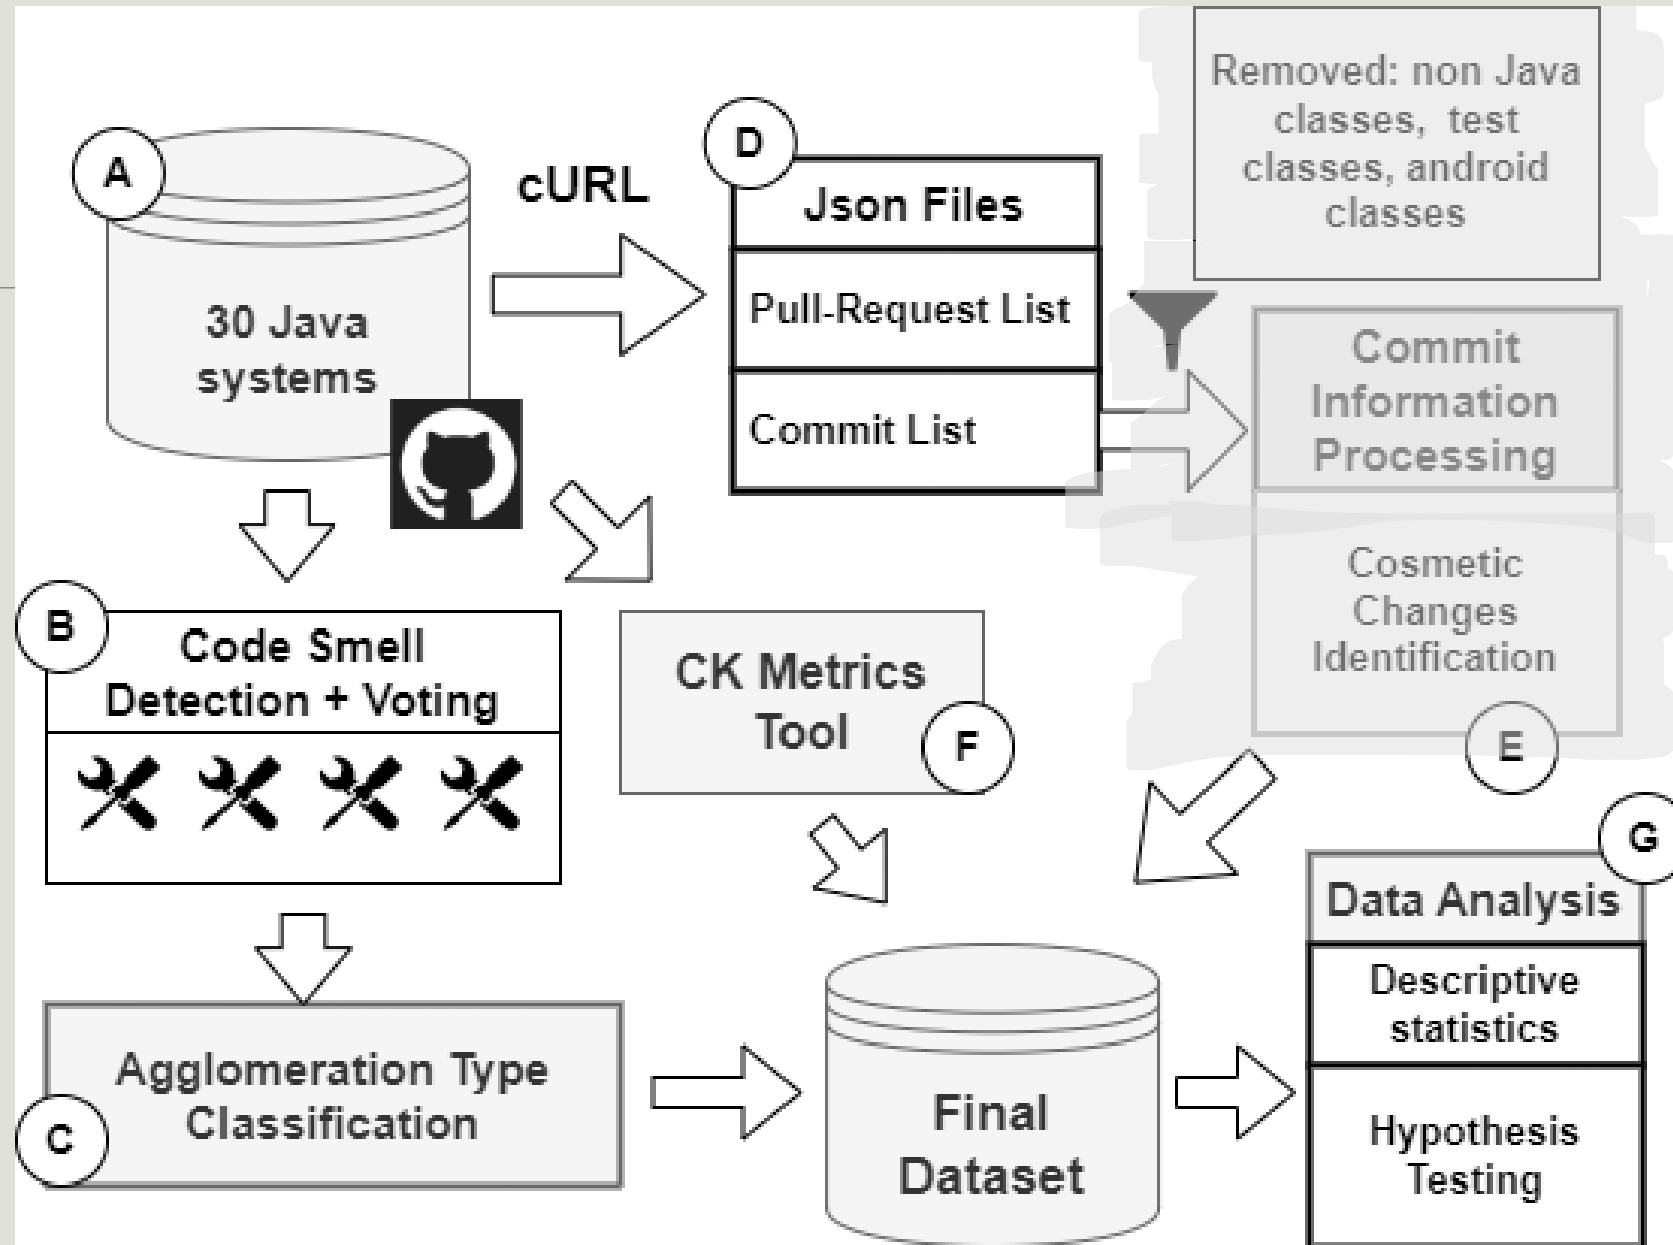 A
30 Java
systems
cURL
D
Json Files
Pull-Request List
Commit List
Removed: non Java
classes, test
classes, android
classes
Commit
Information
Processing
Cosmetic
Changes
Identification
E
B
Code Smell
Detection + Voting
CK Metrics
Tool
F
C
Agglomeration Type
Classification
Final
Dataset
G
Data Analysis
Descriptive
statistics
Hypothesis
Testing